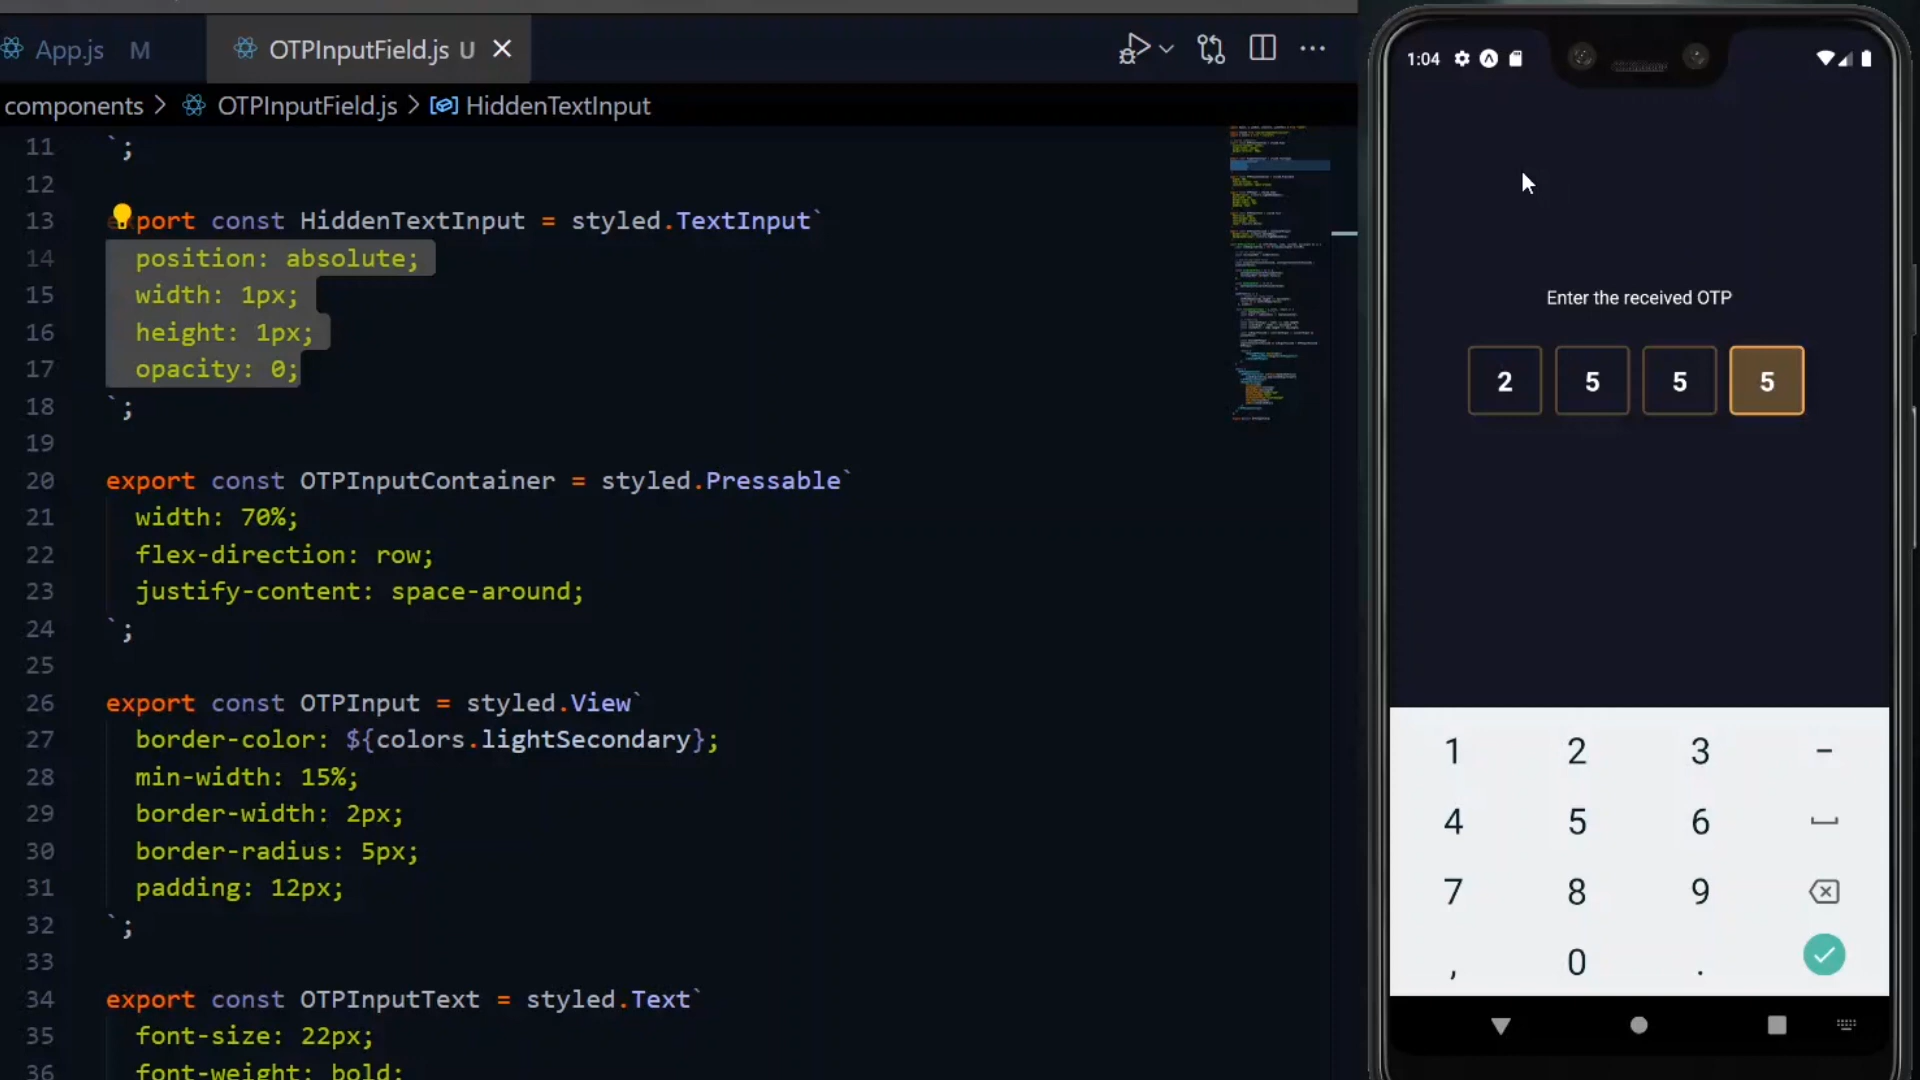 App.js M
OTPInputField.js U
components > OTPInputField.js > HiddenTextInput
11 `;
12
13 export const HiddenTextInput = styled.TextInput`
14 position: absolute;
15 width: 1px;
16 height: 1px;
17 opacity: 0;
18 `;
19
20 export const OTPInputContainer = styled.Pressable`
21 width: 70%;
22 flex-direction: row;
23 justify-content: space-around;
24 `;
25
26 export const OTPInput = styled.View`
27 border-color: ${colors.lightSecondary};
28 min-width: 15%;
29 border-width: 2px;
30 border-radius: 5px;
31 padding: 12px;
32 `;
33
34 export const OTPInputText = styled.Text`
35 font-size: 22px;
36 font-weight: bold;
1:04
Enter the received OTP
2 5 5 5
1 2 3 -
4 5 6
7 8 9
, 0 .